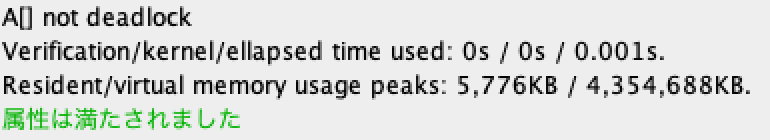 A[] not deadlock
Verification/kernel/ellapsed time used: 0s / 0s / 0.001s.
Resident/virtual memory usage peaks: 5,776KB / 4,354,688KB.
属性は満たされました